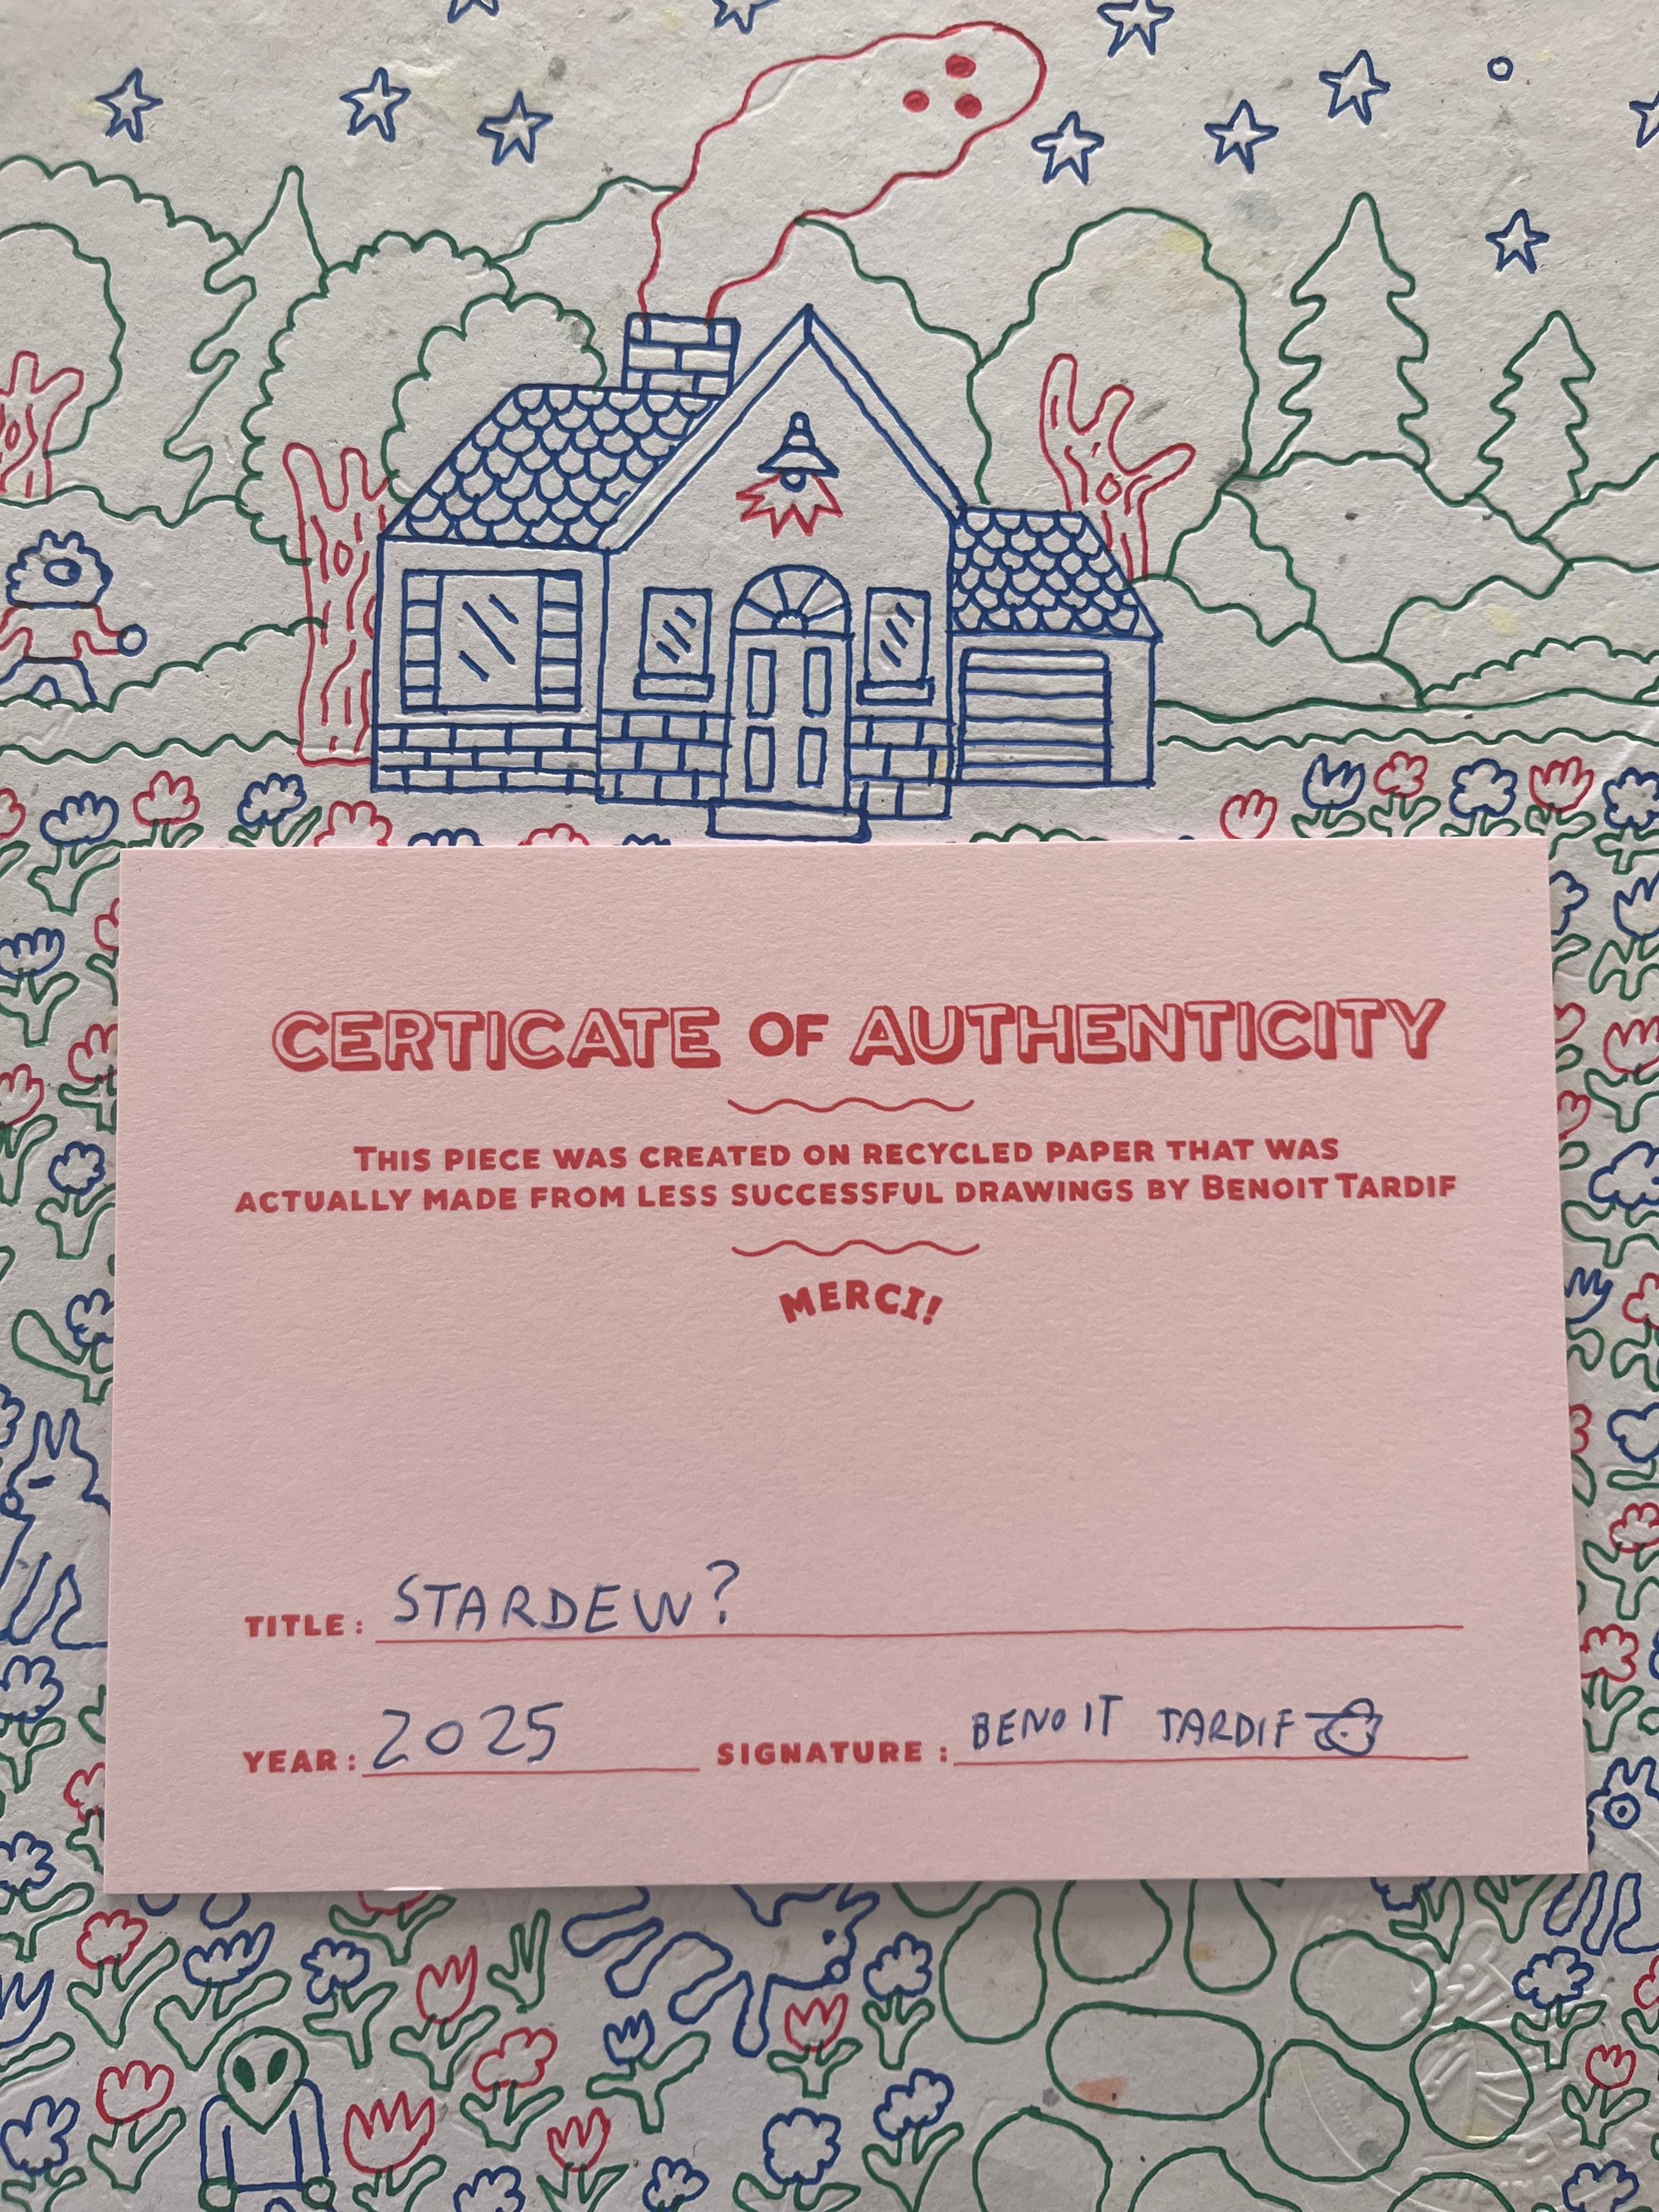 CERTICATE OF AUTHENTICITY
THIS PIECE WAS CREATED ON RECYCLED PAPER THAT WAS
ACTUALLY MADE FROM LESS SUCCESSFUL DRAWINGS BY BENOIT TARDIF
MERCI!
TITLE: STARDEW?
YEAR: 2025 SIGNATURE: BENOIT TARDIF